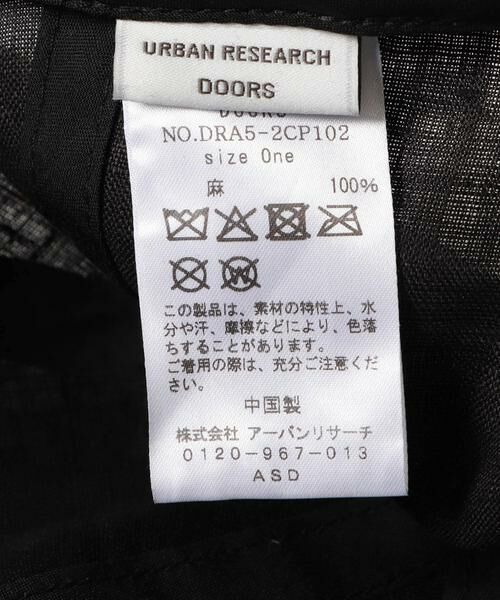 URBAN RESEARCH
DOORS
DOORS
NO.DRA5-2CP102
size One
麻 100%
この製品は、素材の特性上、水
分や汗、摩擦などにより、色落
ちすることがあります。
ご着用の際は、充分ご注意くだ
さい。
中国製
株式会社 アーバンリサーチ
0120-967-013
ASD